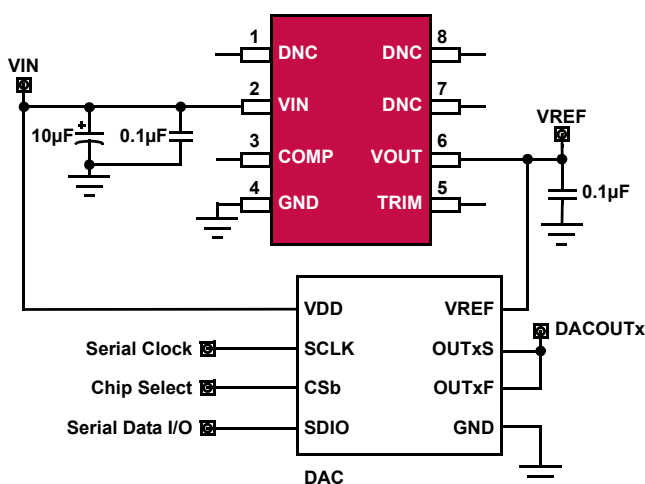 1
DNC
DNC
8
VIN
2
VIN
DNC
7
10µF
+
0.1µF
VREF
3
COMP
VOUT
6
4
GND
TRIM
5
0.1µF
VDD
VREF
DACOUTx
Serial Clock
SCLK
OUTxS
Chip Select
CSb
OUTxF
Serial Data I/O
SDIO
GND
DAC